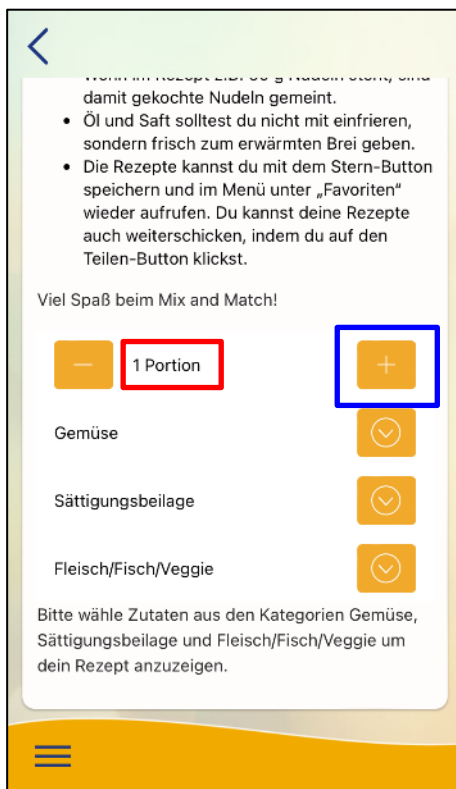 damit gekochte Nudeln gemeint.
• Öl und Saft solltest du nicht mit einfrieren,
sondern frisch zum erwärmten Brei geben.
• Die Rezepte kannst du mit dem Stern-Button
speichern und im Menü unter „Favoriten“
wieder aufrufen. Du kannst deine Rezepte
auch weiterschicken, indem du auf den
Teilen-Button klickst.
Viel Spaß beim Mix and Match!
1 Portion
Gemüse
Sättigungsbeilage
Fleisch/Fisch/Veggie
Bitte wähle Zutaten aus den Kategorien Gemüse,
Sättigungsbeilage und Fleisch/Fisch/Veggie um
dein Rezept anzuzeigen.